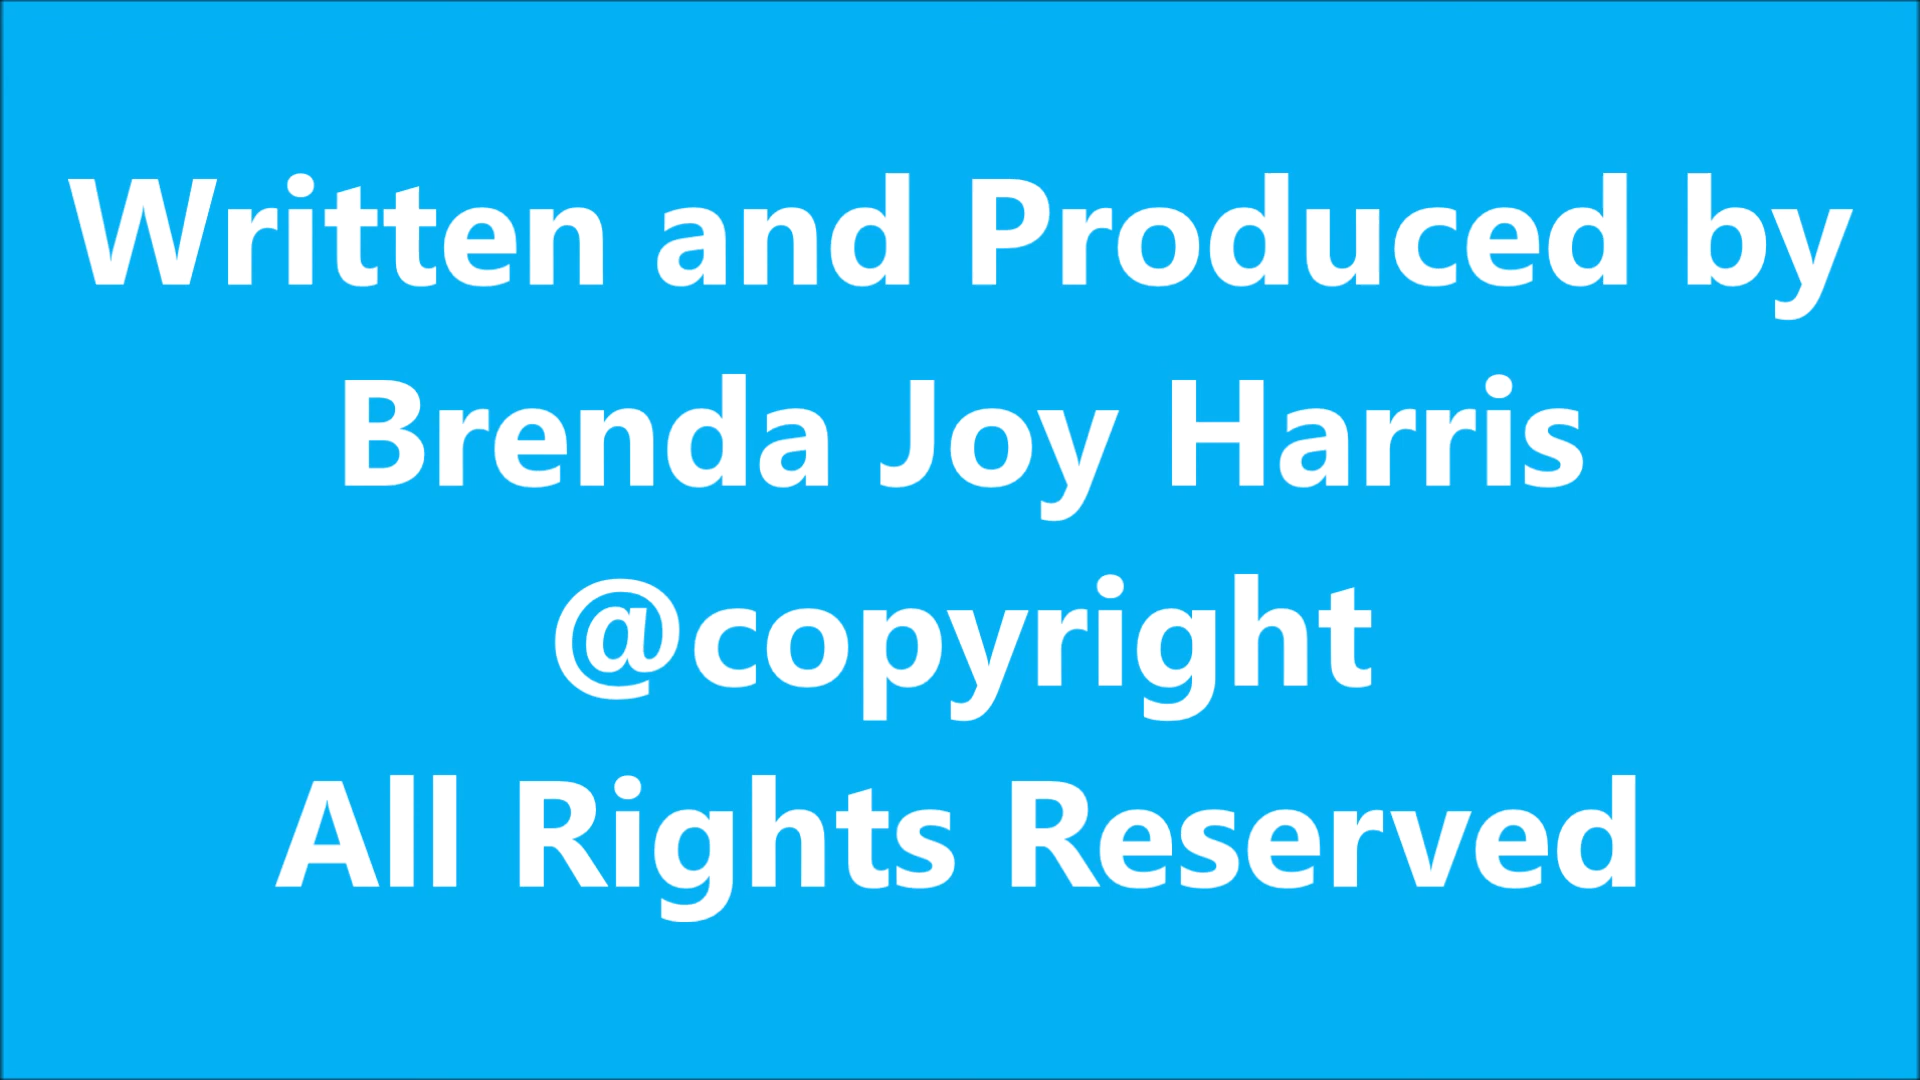 Written and Produced by
Brenda Joy Harris
@copyright
All Rights Reserved